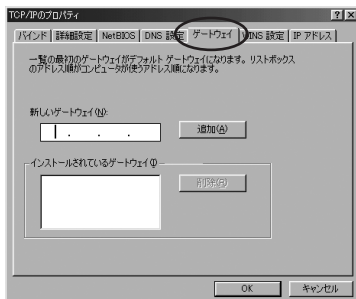 TCP/IPのプロパティ
バインド 詳細設定 NetBIOS DNS 設定 ゲートウェイ WINS 設定 IP アドレス
一覧の最初のゲートウェイがデフォルト ゲートウェイになります。リストボックス
のアドレス順がコンピュータが使うアドレス順になります。
新しいゲートウェイ(N):
. . .
追加(A)
インストールされているゲートウェイ(I)
削除(R)
OK キャンセル